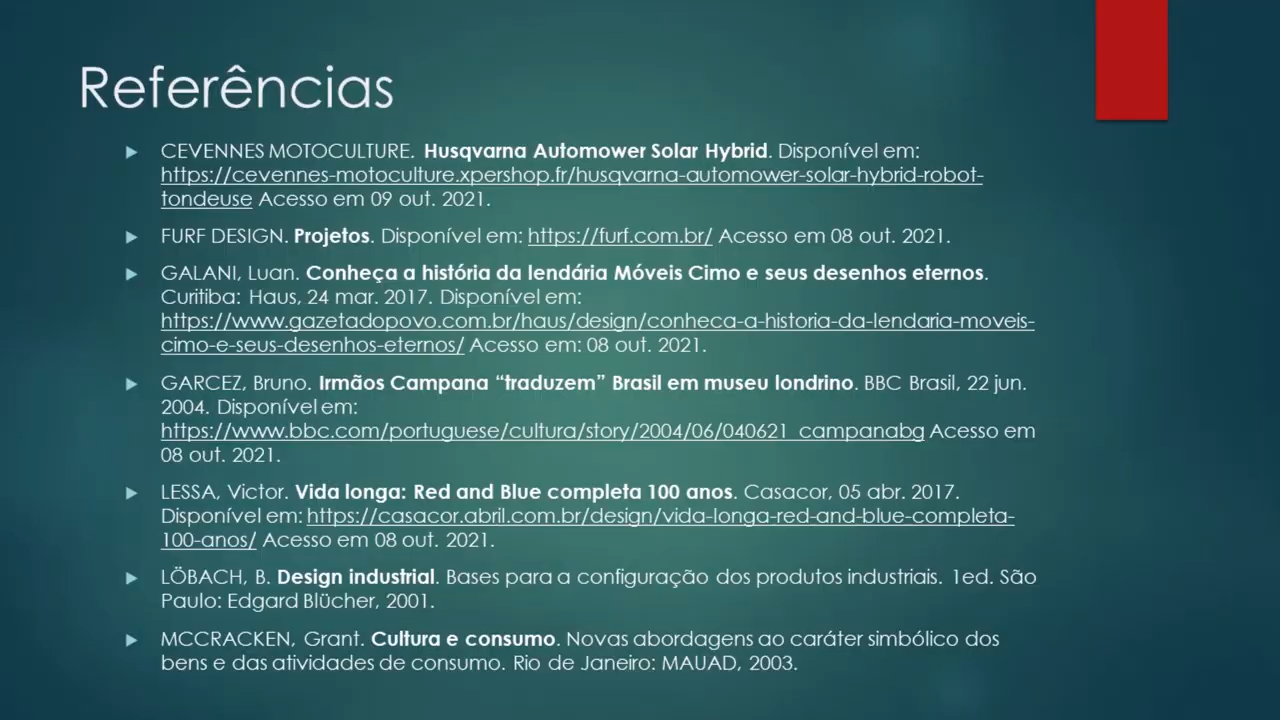 Referências
CEVENNES MOTOCULTURE. Husqvarna Automower Solar Hybrid. Disponível em:
https://cevennes-motoculture.xpershop.fr/husqvarna-automower-solar-hybrid-robot-
tondeuse Acesso em 09 out. 2021.
FURF DESIGN. Projetos. Disponível em: https://furf.com.br/ Acesso em 08 out. 2021.
GALANI, Luan. Conheça a história da lendária Móveis Cimo e seus desenhos eternos.
Curitiba: Haus, 24 mar. 2017. Disponível em:
https://www.gazetadopovo.com.br/haus/design/conheca-a-historia-da-lendaria-moveis-
cimo-e-seus-desenhos-eternos/ Acesso em: 08 out. 2021.
GARCEZ, Bruno. Irmãos Campana “traduzem” Brasil em museu londrino. BBC Brasil, 22 jun.
2004. Disponível em:
https://www.bbc.com/portuguese/cultura/story/2004/06/040621_campanabg Acesso em
08 out. 2021.
LESSA, Victor. Vida longa: Red and Blue completa 100 anos. Casacor, 05 abr. 2017.
Disponível em: https://casacor.abril.com.br/design/vida-longa-red-and-blue-completa-
100-anos/ Acesso em 08 out. 2021.
LÖBACH, B. Design industrial. Bases para a configuração dos produtos industriais. 1ed. São
Paulo: Edgard Blücher, 2001.
MCCRACKEN, Grant. Cultura e consumo. Novas abordagens ao caráter simbólico dos
bens e das atividades de consumo. Rio de Janeiro: MAUAD, 2003.